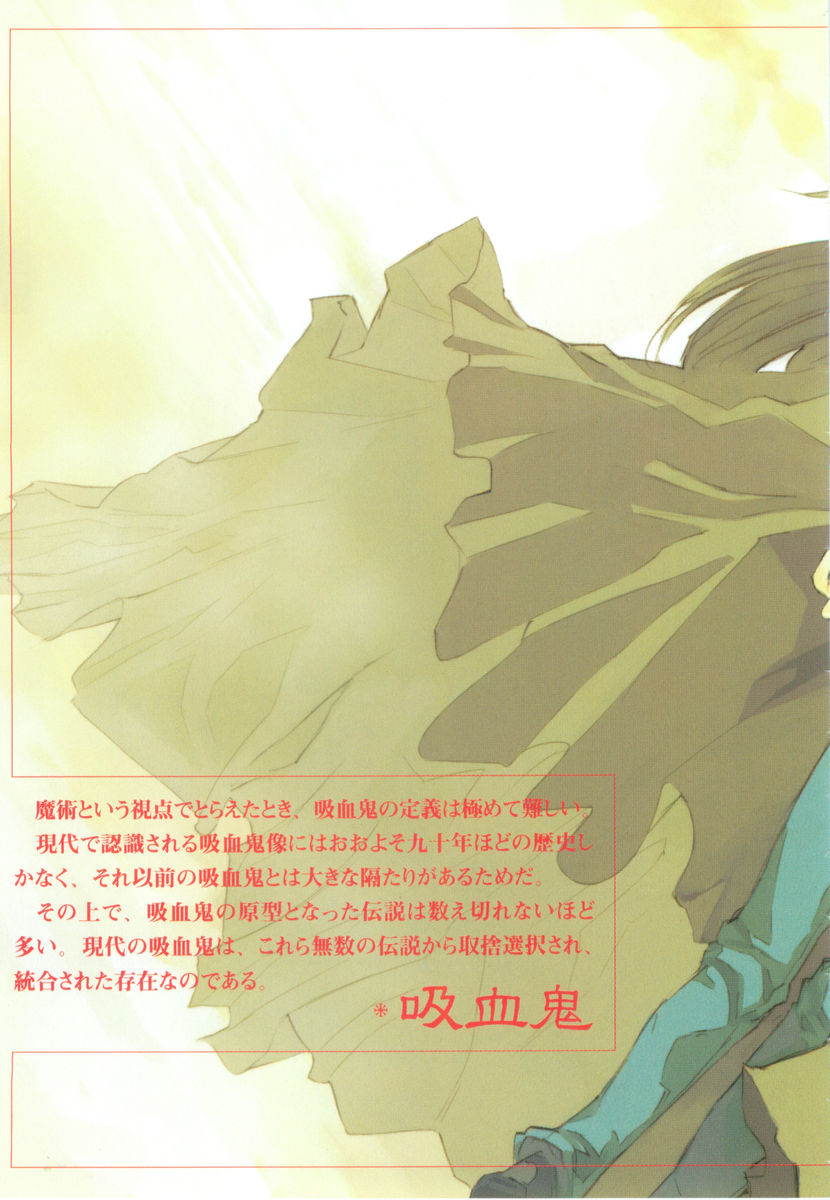 魔術という視点でとらえたとき、吸血鬼の定義は極めて難しい。
現代で認識される吸血鬼像にはおおよそ九十年ほどの歴史し
かなく、それ以前の吸血鬼とは大きな隔たりがあるためだ。
その上で、吸血鬼の原型となった伝説は数え切れないほど
多い。現代の吸血鬼は、これら無数の伝説から取捨選択され、
統合された存在なのである。
*吸血鬼